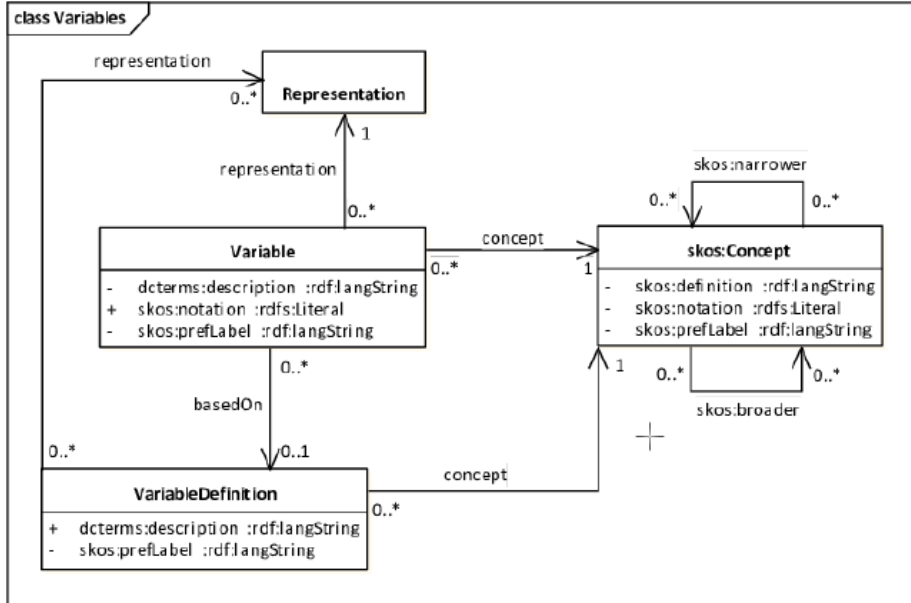 class Variables
representation
0..*
Representation
1
representation
0..*
skos:narrower
0..*
0..*
Variable
- dcterms:description :rdf:langString
+ skos:notation :rdfs:Literal
- skos:prefLabel :rdf:langString
0..*
concept
1
skos:Concept
- skos:definition :rdf:langString
- skos:notation :rdfs:Literal
- skos:prefLabel :rdf:langString
0..*
basedOn
0..1
1
0..*
0..*
skos:broader
0..*
VariableDefinition
+ dcterms:description :rdf:langString
- skos:prefLabel :rdf:langString
concept
0..*